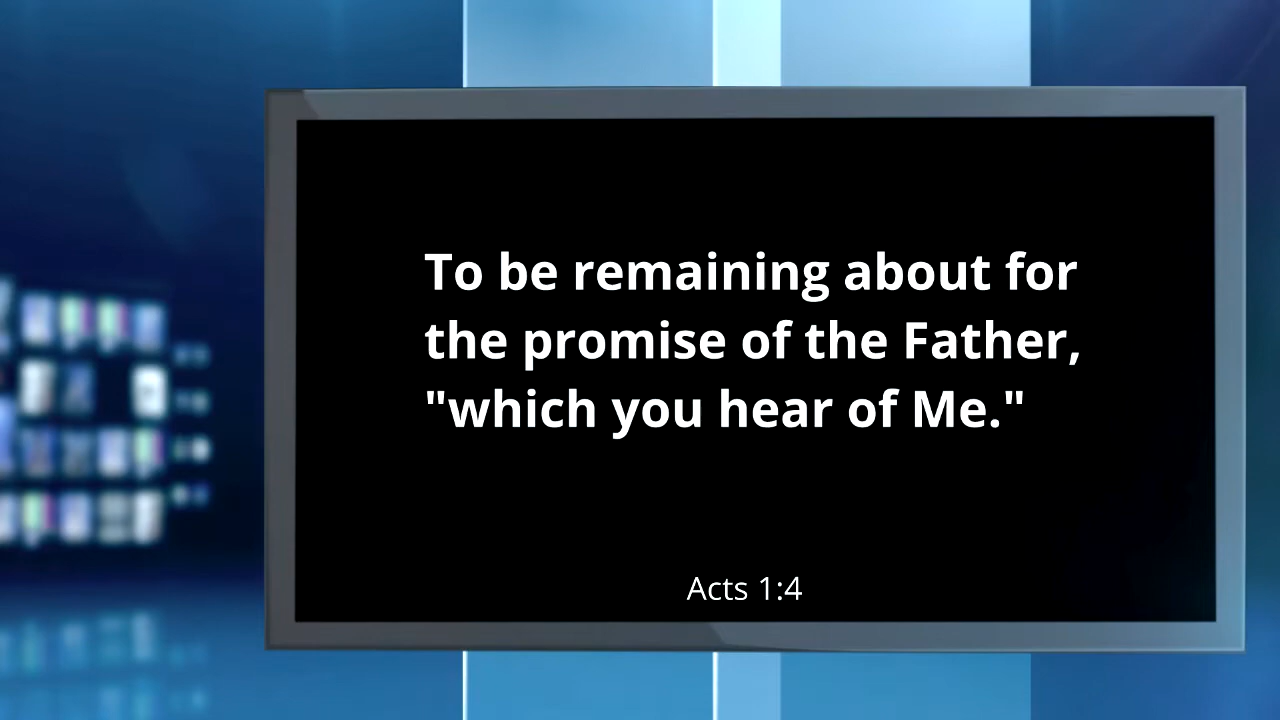 To be remaining about for
the promise of the Father,
"which you hear of Me."
Acts 1:4